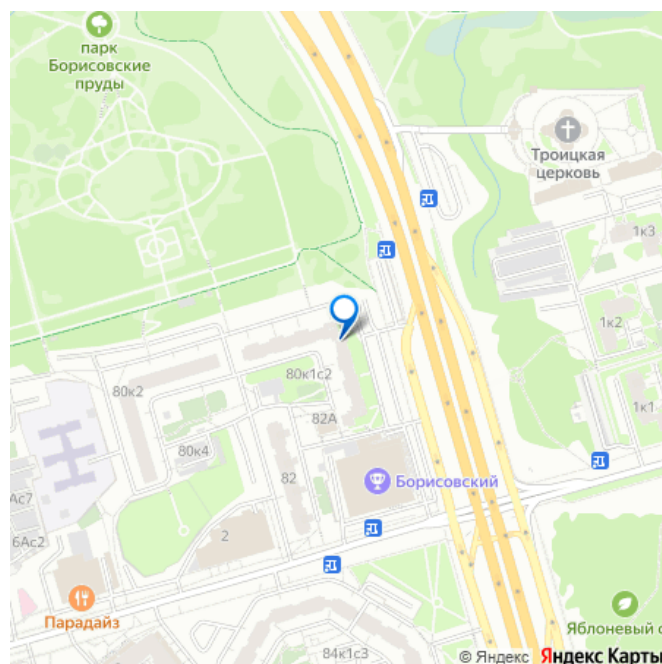 парк
Борисовские
пруды
Троицкая
церковь
1к3
1к2
80к1с2
80к2
1к1
82А
80к4
82
Борисовский
Ас7
2
6Ас2
Парадайз
Яблоневый с
84к1с3
© Яндекс Яндекс Карты